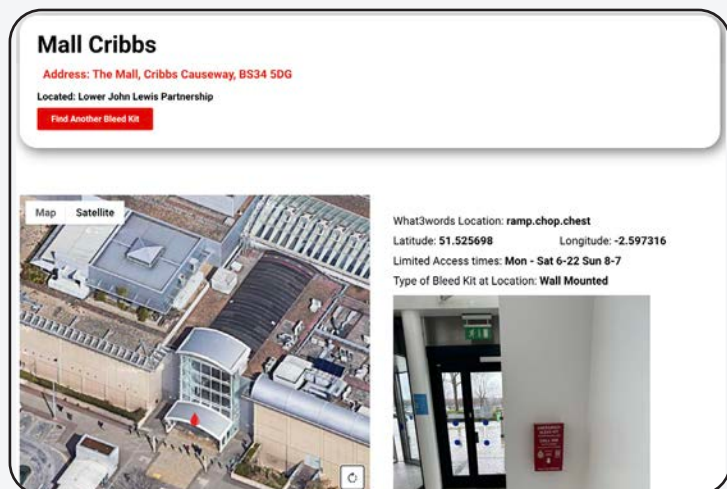 Mall Cribbs
Address: The Mall, Cribbs Causeway, BS34 5DG
Located: Lower John Lewis Partnership
Find Another Bleed Kit
Map Satellite
What3words Location: ramp.chop.chest
Latitude: 51.525698 Longitude: -2.597316
Limited Access times: Mon - Sat 6-22 Sun 8-7
Type of Bleed Kit at Location: Wall Mounted